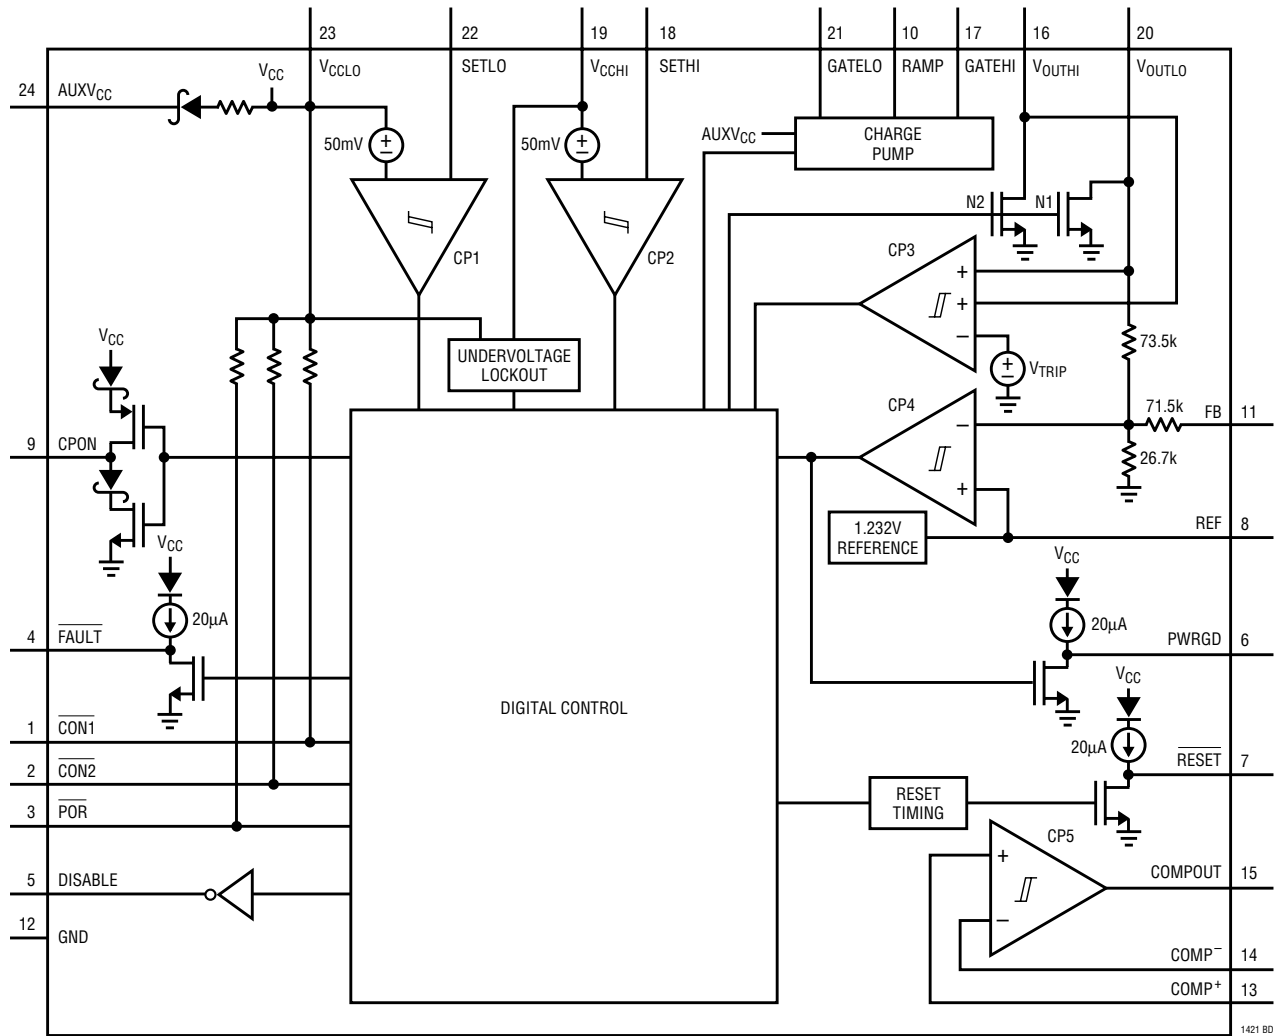 23
22
19
18
21
10
17
16
20
VCCLO
SETLO
VCCHI
SETHI
GATELO
RAMP
GATEHI
VOUTHI
VOUTLO
24
AUXVCC
VCC
50mV
+
–
50mV
+
–
AUXVCC
CHARGE
PUMP
CP1
CP2
N2
N1
CP3
+
+
–
+
–
VTRIP
73.5k
UNDERVOLTAGE
LOCKOUT
VCC
9
CPON
CP4
–
+
71.5k
FB
11
26.7k
1.232V
REFERENCE
REF
8
VCC
20µA
4
FAULT
VCC
20µA
PWRGD
6
DIGITAL CONTROL
1
CON1
2
CON2
3
POR
VCC
20µA
RESET
7
RESET
TIMING
5
DISABLE
12
GND
CP5
+
–
COMPOUT
15
COMP–
14
COMP+
13
1421 BD